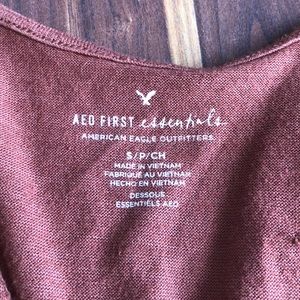 AEO FIRST essentials
AMERICAN EAGLE OUTFITTERS.
S/P/CH
MADE IN VIETNAM
FABRIQUÉ AU VIETNAM
HECHO EN VIETNAM
DESSOUS
ESSENTIELS AEO